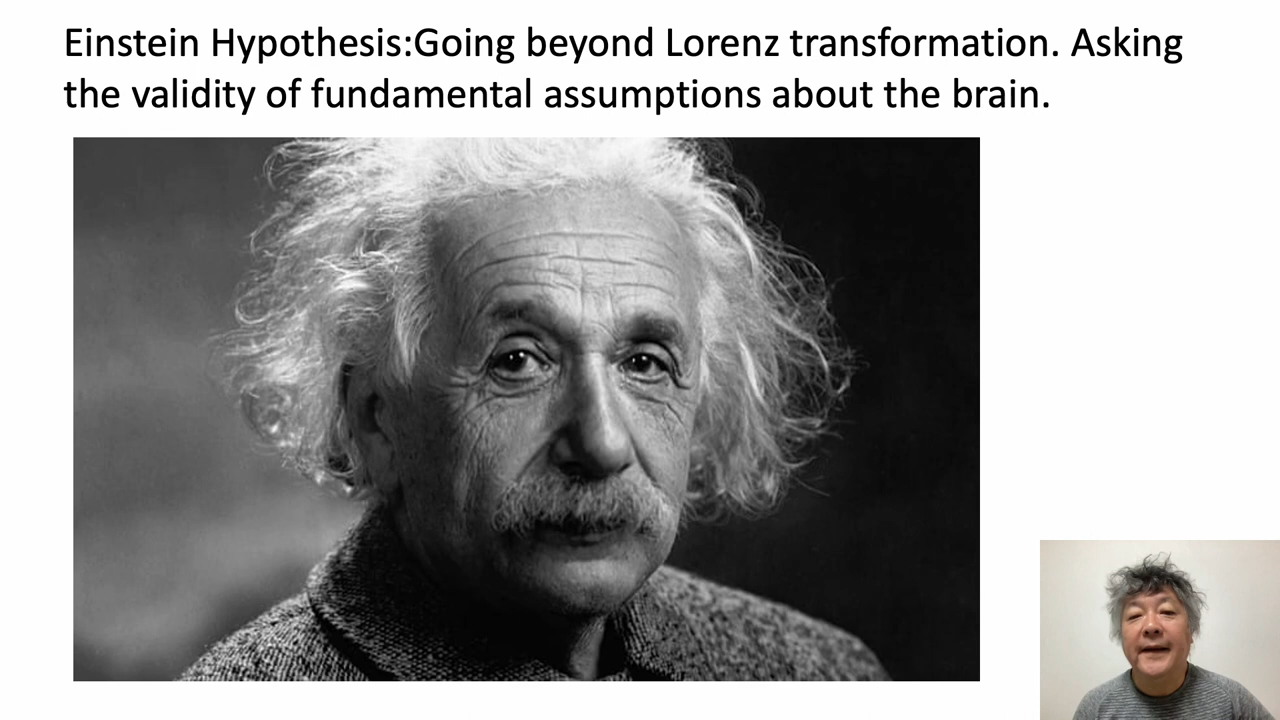 Einstein Hypothesis:Going beyond Lorenz transformation. Asking
the validity of fundamental assumptions about the brain.